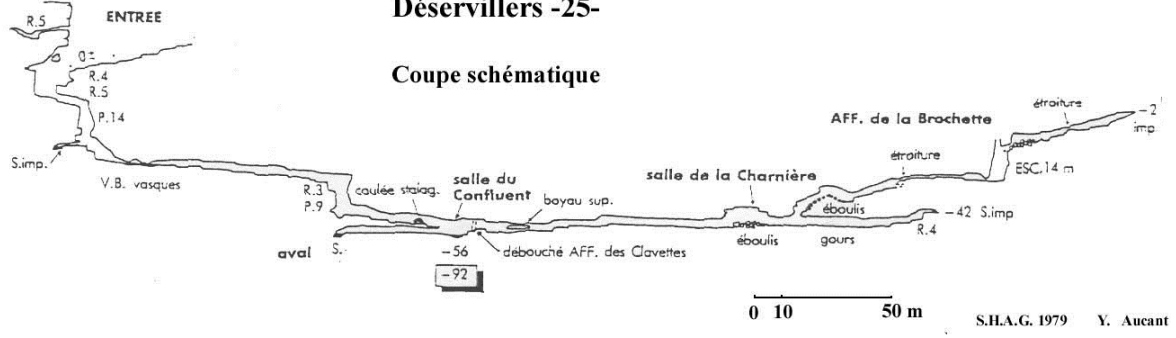 Déservillers -25-
Coupe schématique
ENTREE
R.5
R.4
R.5
P.14
S.imp.
V.B. vasques
R.3
P.9
coulée stalag.
salle du
Confluent
boyau sup.
aval
S.
-56
-92
débouché AFF. des Clavettes
salle de la Charnière
éboulis
AFF. de la Brochette
étroiture
éboulis
gours
-42 S.imp
R.4
étroiture
-2
imp
ESC.14 m
0 10 50 m
S.H.A.G. 1979 Y. Aucant